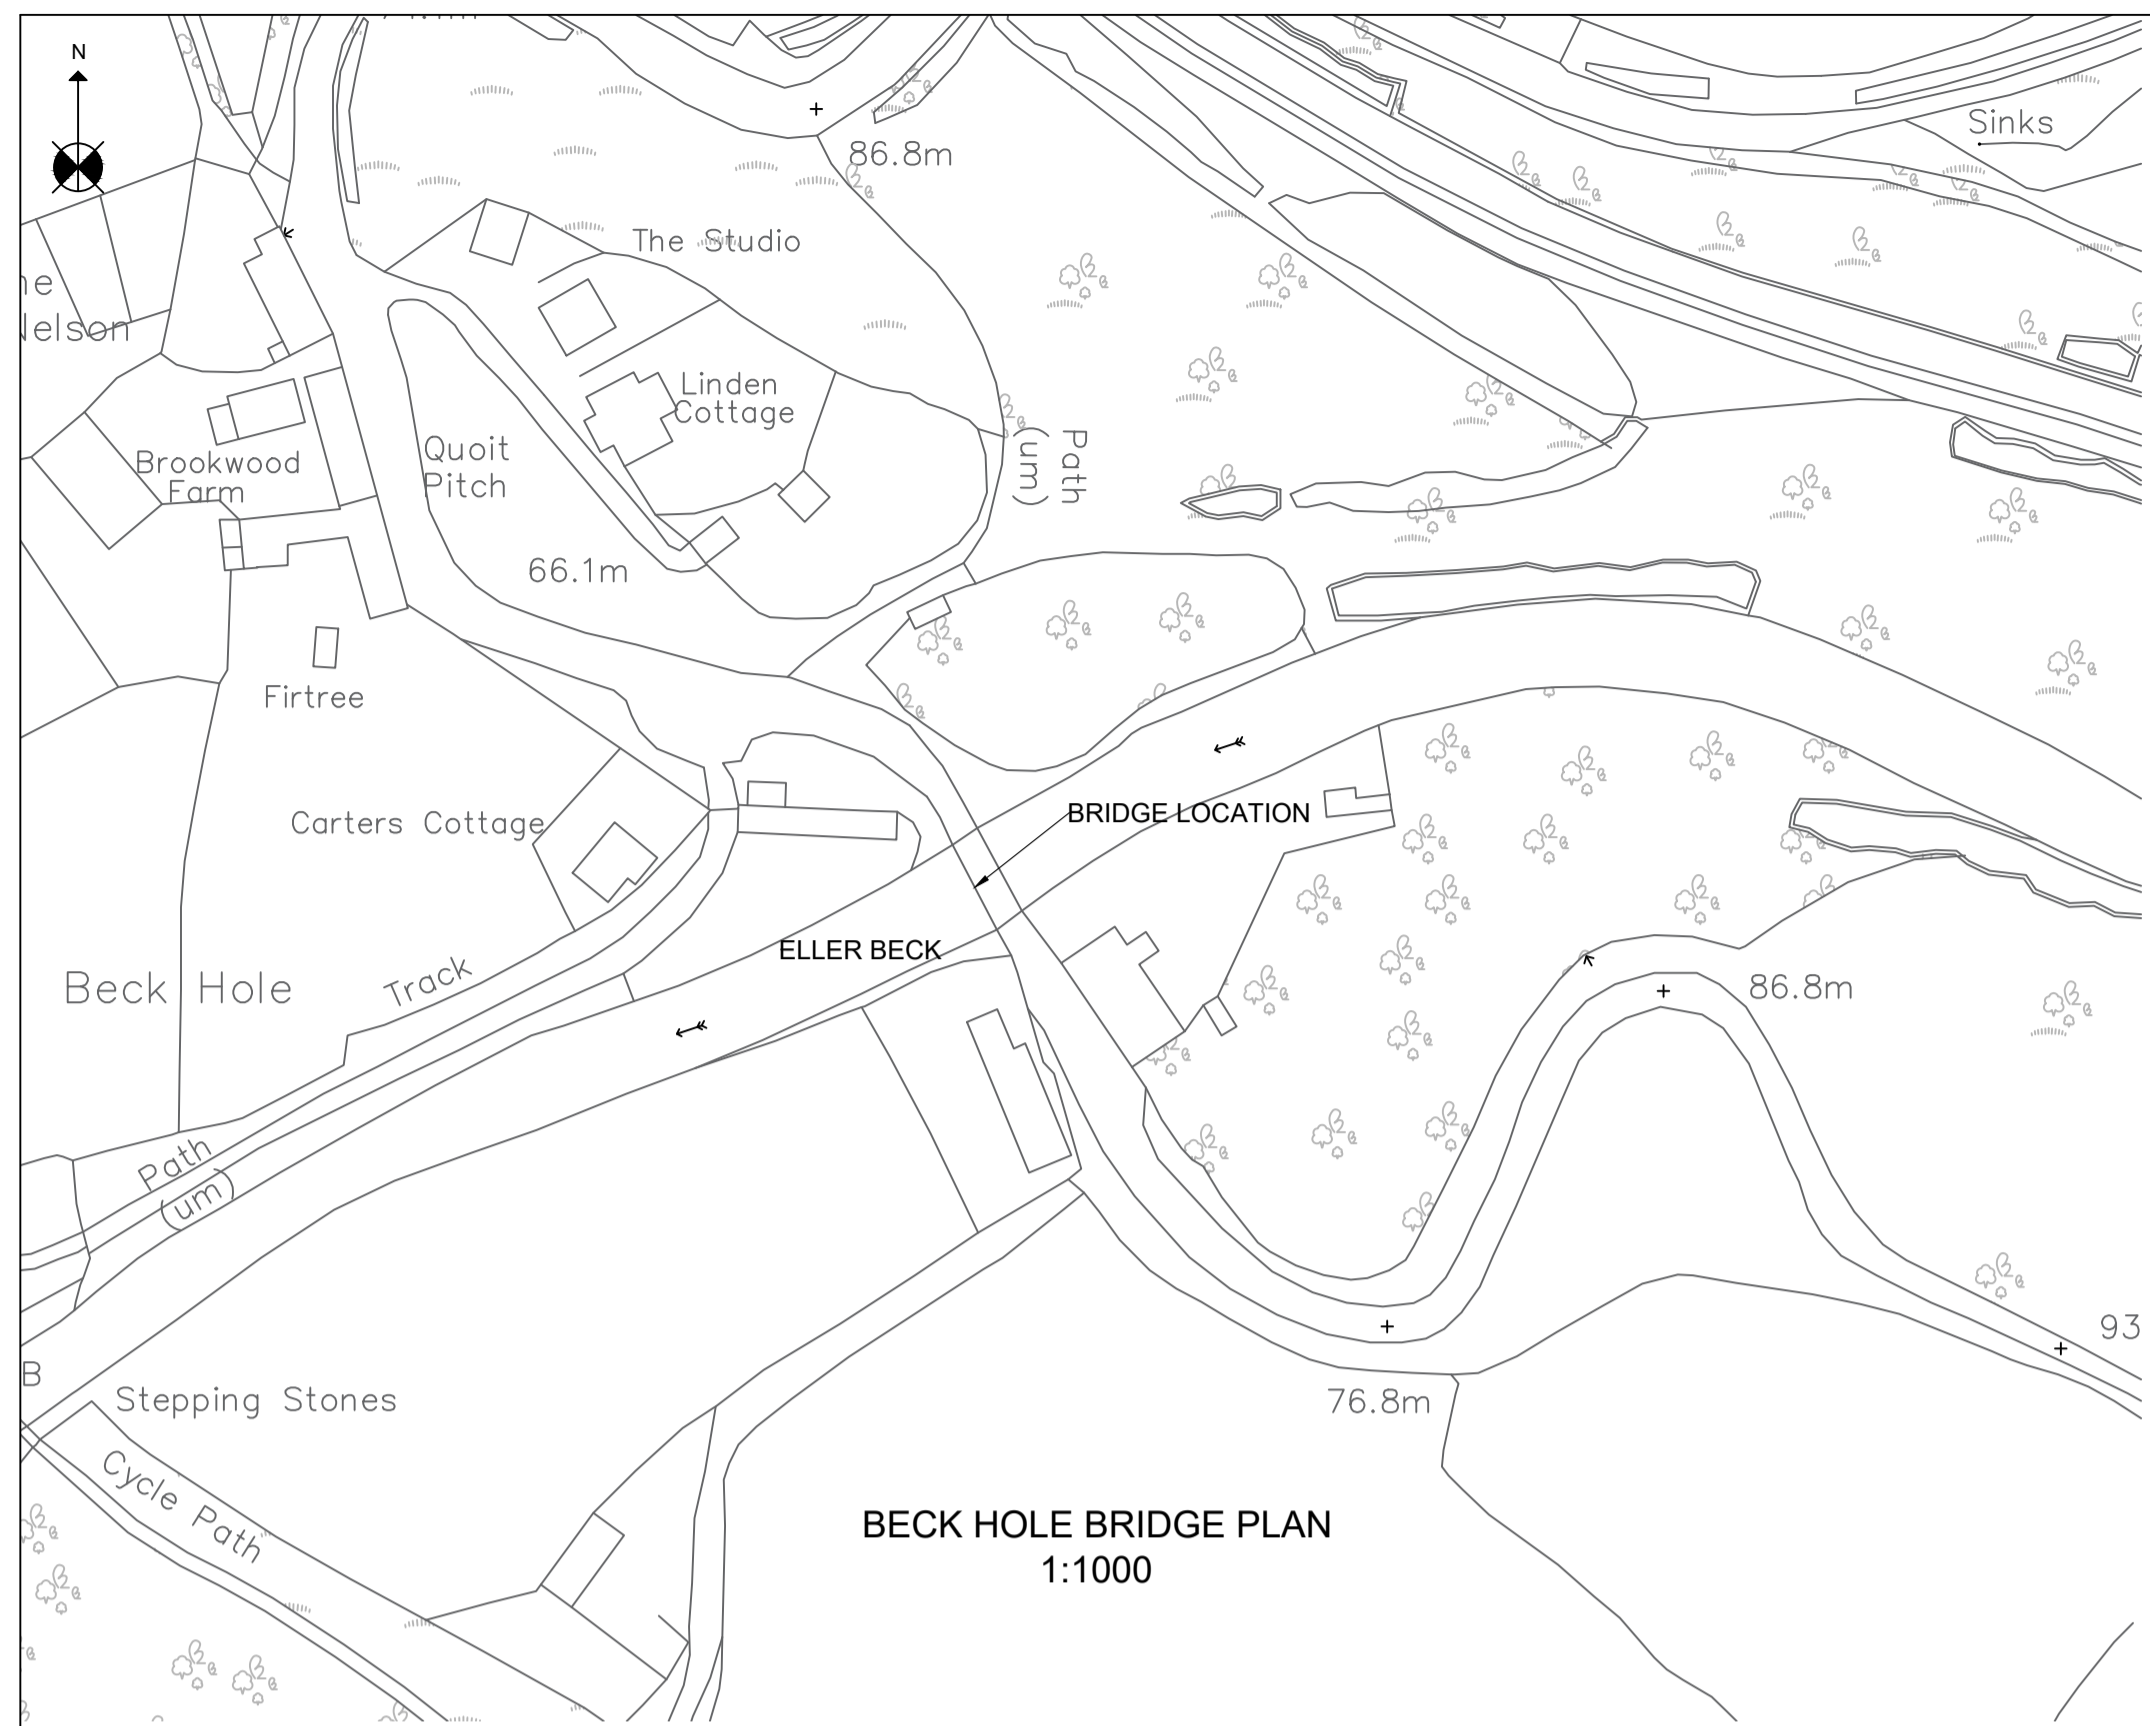 N
Sinks
86.8m
The Studio
Nelson
Linden
Cottage
Quoit
Pitch
Path
(um)
Brookwood
Farm
66.1m
Firtree
BRIDGE LOCATION
Carters Cottage
ELLER BECK
Track
Beck Hole
86.8m
Path
(um)
93
B
Stepping Stones
76.8m
Cycle Path
BECK HOLE BRIDGE PLAN
1:1000